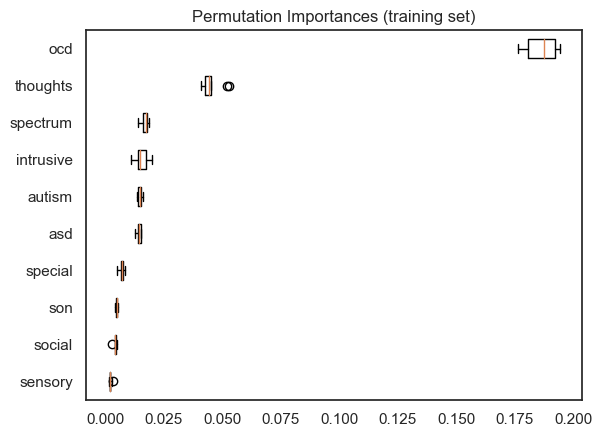 Permutation Importances (training set)
ocd
thoughts
spectrum
intrusive
autism
asd
special
son
social
sensory
0.000 0.025 0.050 0.075 0.100 0.125 0.150 0.175 0.200